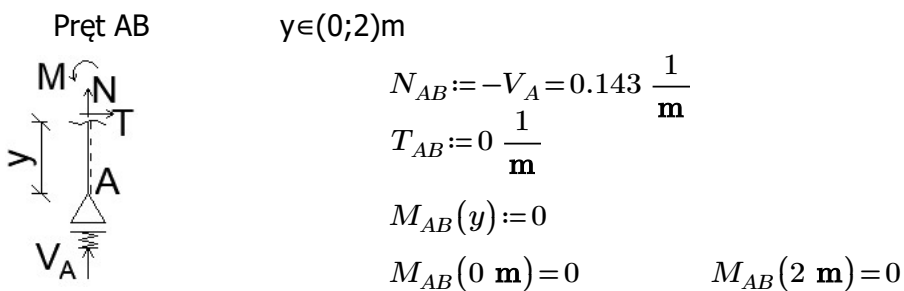 Pręt AB y∈(0;2)m
M N
T
y
A
V_A
N_AB := −V_A = 0.143 1/m
T_AB := 0 1/m
M_AB(y) := 0
M_AB(0 m) = 0 M_AB(2 m) = 0